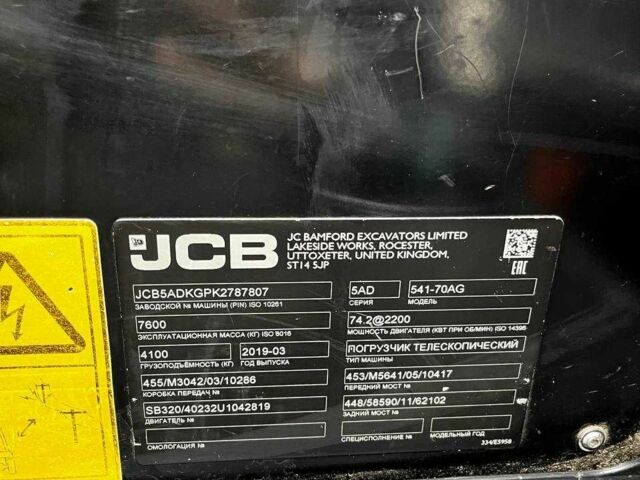 JCB
JC BAMFORD EXCAVATORS LIMITED
LAKESIDE WORKS, ROCESTER,
UTTOXETER, UNITED KINGDOM,
ST14 5JP
EAC
JCB5ADKGPK2787807
ЗАВОДСКОЙ № МАШИНЫ (PIN) ISO 10261
5AD
СЕРИЯ
541-70AG
МОДЕЛЬ
7600
ЭКСПЛУАТАЦИОННАЯ МАССА (КГ) ISO 6016
74.2@2200
МОЩНОСТЬ ДВИГАТЕЛЯ (КВТ ПРИ ОБ/МИН) ISO 14396
4100
ГРУЗОПОДЪЁМНОСТЬ (КГ)
2019-03
ГОД ВЫПУСКА
ПОГРУЗЧИК ТЕЛЕСКОПИЧЕСКИЙ
ТИП МАШИНЫ
455/M3042/03/10286
КОРОБКА ПЕРЕДАЧ №
453/M5641/05/10417
ПЕРЕДНИЙ МОСТ №
SB320/40232U1042819
ДВИГАТЕЛЬ №
448/58590/11/62102
ЗАДНИЙ МОСТ №
ОМОЛОГАЦИЯ №
СПЕЦИСПОЛНЕНИЕ №
МОДЕЛЬНЫЙ ГОД
334/E5958